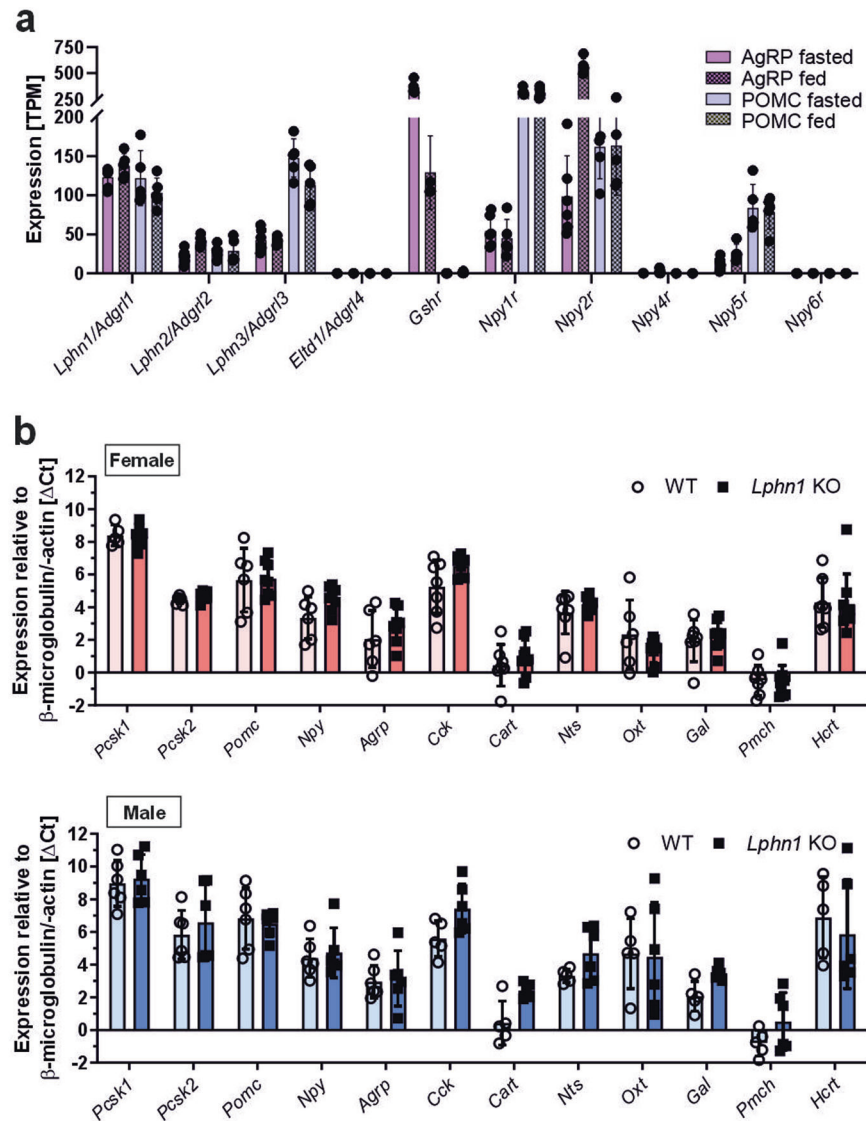 a
Expression [TPM]
750
500
250
200
150
100
50
0
AgRP fasted
AgRP fed
POMC fasted
POMC fed
Lphn1/Adgrl1
Lphn2/Adgrl2
Lphn3/Adgrl3
Eltd1/Adgrl4
Gshr
Npy1r
Npy2r
Npy4r
Npy5r
Npy6r
b
Female
WT
Lphn1 KO
Expression relative to
β-microglobulin/-actin [ΔCt]
12
10
8
6
4
2
0
-2
Pcsk1
Pcsk2
Pomc
Npy
Agrp
Cck
Cart
Nts
Oxt
Gal
Pmch
Hcrt
Male
WT
Lphn1 KO
Expression relative to
β-microglobulin/-actin [ΔCt]
12
10
8
6
4
2
0
-2
Pcsk1
Pcsk2
Pomc
Npy
Agrp
Cck
Cart
Nts
Oxt
Gal
Pmch
Hcrt